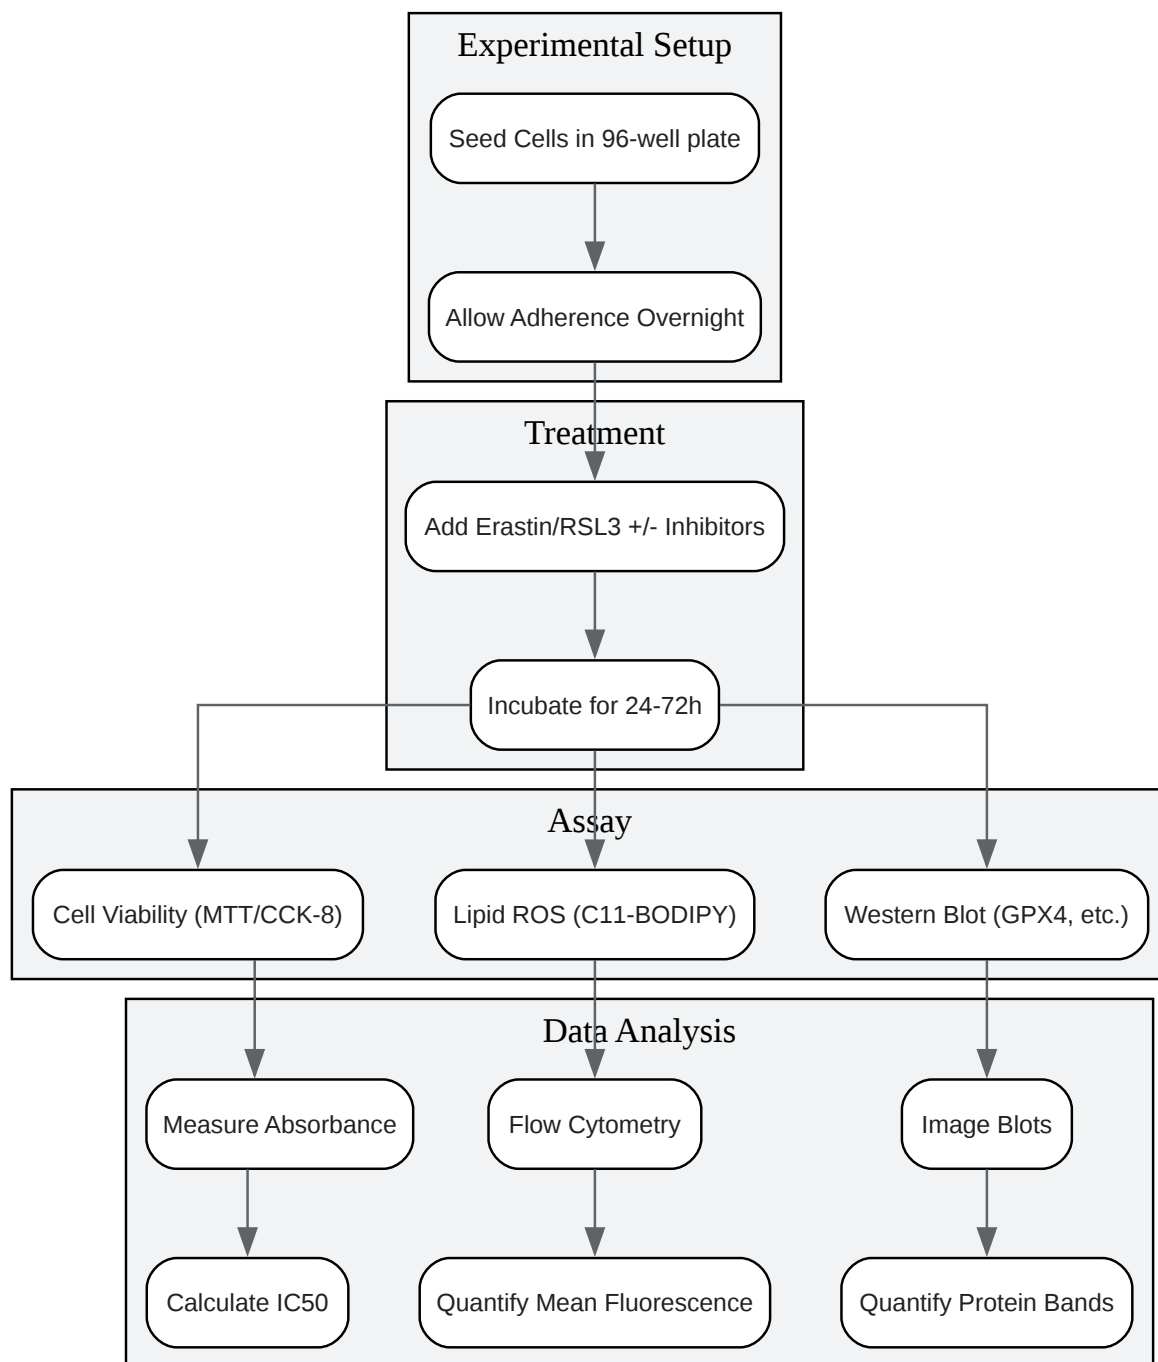 Experimental Setup
Seed Cells in 96-well plate
Allow Adherence Overnight
Treatment
Add Erastin/RSL3 +/- Inhibitors
Incubate for 24-72h
Assay
Cell Viability (MTT/CCK-8)
Lipid ROS (C11-BODIPY)
Western Blot (GPX4, etc.)
Data Analysis
Measure Absorbance
Flow Cytometry
Image Blots
Calculate IC50
Quantify Mean Fluorescence
Quantify Protein Bands